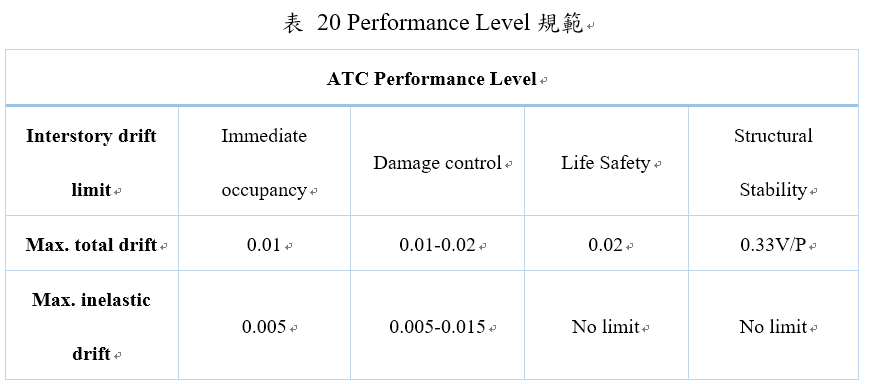 表 20 Performance Level 規範
ATC Performance Level
Interstory drift limit
Immediate occupancy
Damage control
Life Safety
Structural Stability
Max. total drift
0.01
0.01-0.02
0.02
0.33V/P
Max. inelastic drift
0.005
0.005-0.015
No limit
No limit